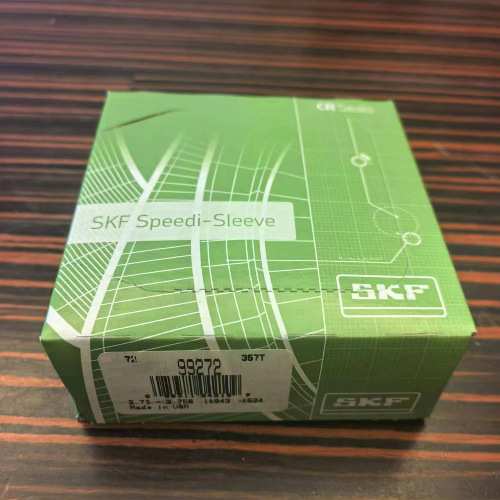 CR Seals
SKF Speedi-Sleeve
SKF
99272 357T
Made in USA
SKF